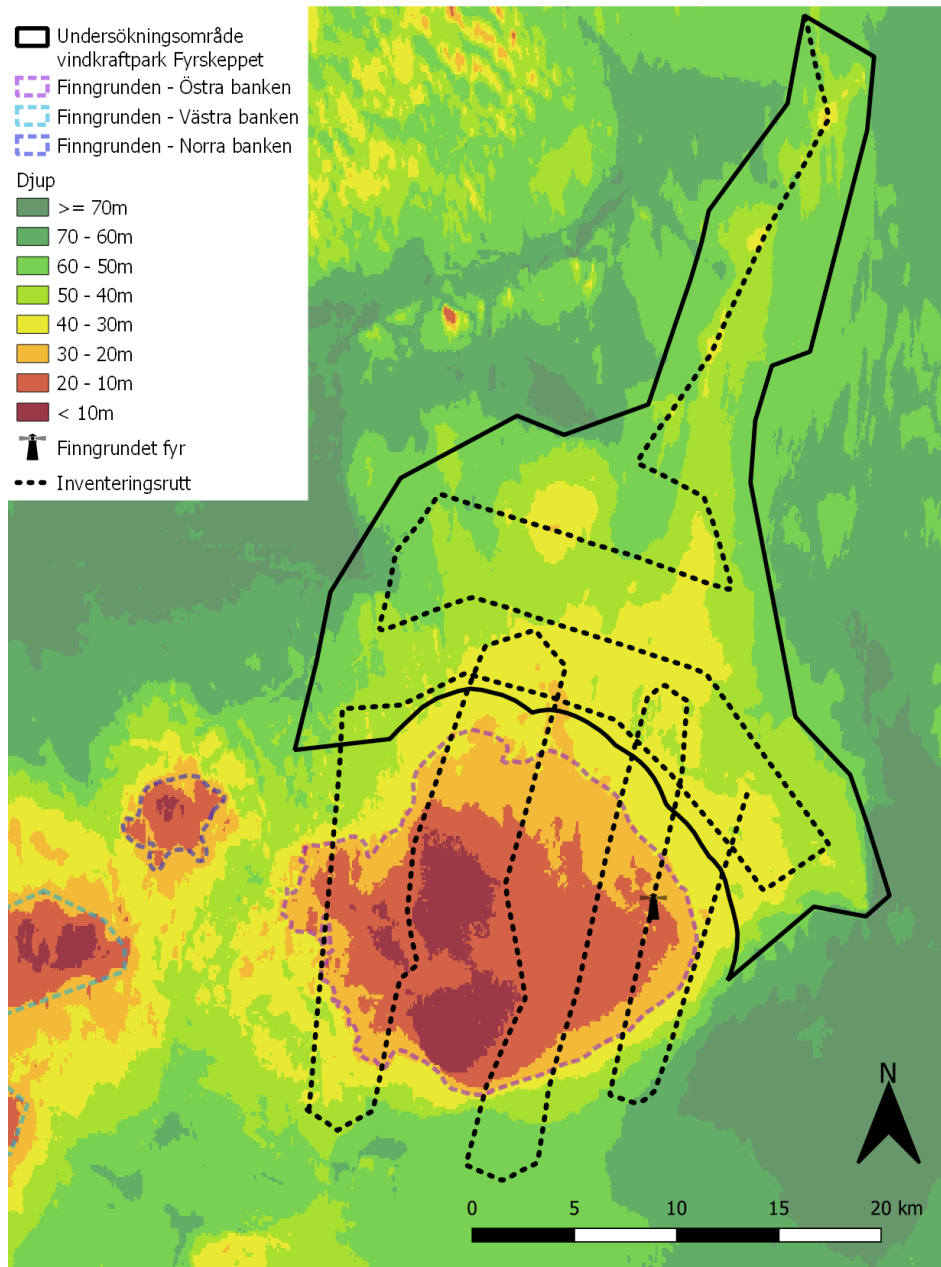 Undersökningsområde
vindkraftpark Fyrskeppet
Finngrunden - Östra banken
Finngrunden - Västra banken
Finngrunden - Norra banken
Djup
>= 70m
70 - 60m
60 - 50m
50 - 40m
40 - 30m
30 - 20m
20 - 10m
< 10m
Finngrundet fyr
Inventeringsrutt
N
0 5 10 15 20 km